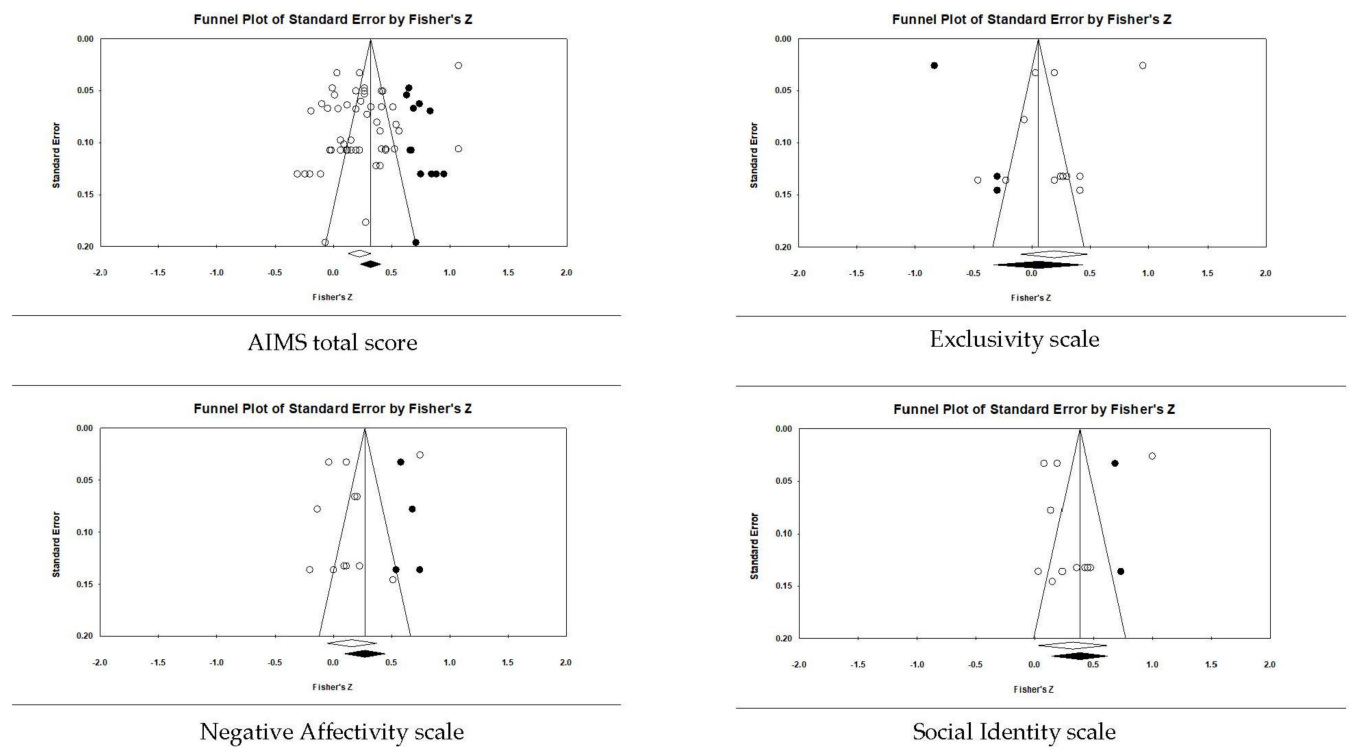 Funnel Plot of Standard Error by Fisher's Z
0.00
0.05
0.10
0.15
0.20
Standard Error
-2.0 -1.5 -1.0 -0.5 0.0 0.5 1.0 1.5 2.0
Fisher's Z
AIMS total score
Funnel Plot of Standard Error by Fisher's Z
0.00
0.05
0.10
0.15
0.20
Standard Error
-2.0 -1.5 -1.0 -0.5 0.0 0.5 1.0 1.5 2.0
Fisher's Z
Exclusivity scale
Funnel Plot of Standard Error by Fisher's Z
0.00
0.05
0.10
0.15
0.20
Standard Error
-2.0 -1.5 -1.0 -0.5 0.0 0.5 1.0 1.5 2.0
Fisher's Z
Negative Affectivity scale
Funnel Plot of Standard Error by Fisher's Z
0.00
0.05
0.10
0.15
0.20
Standard Error
-2.0 -1.5 -1.0 -0.5 0.0 0.5 1.0 1.5 2.0
Fisher's Z
Social Identity scale